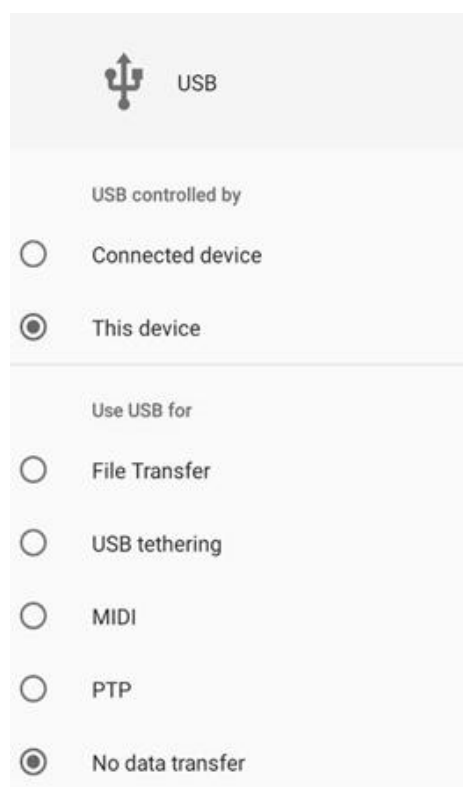 USB
USB controlled by
Connected device
This device
Use USB for
File Transfer
USB tethering
MIDI
PTP
No data transfer